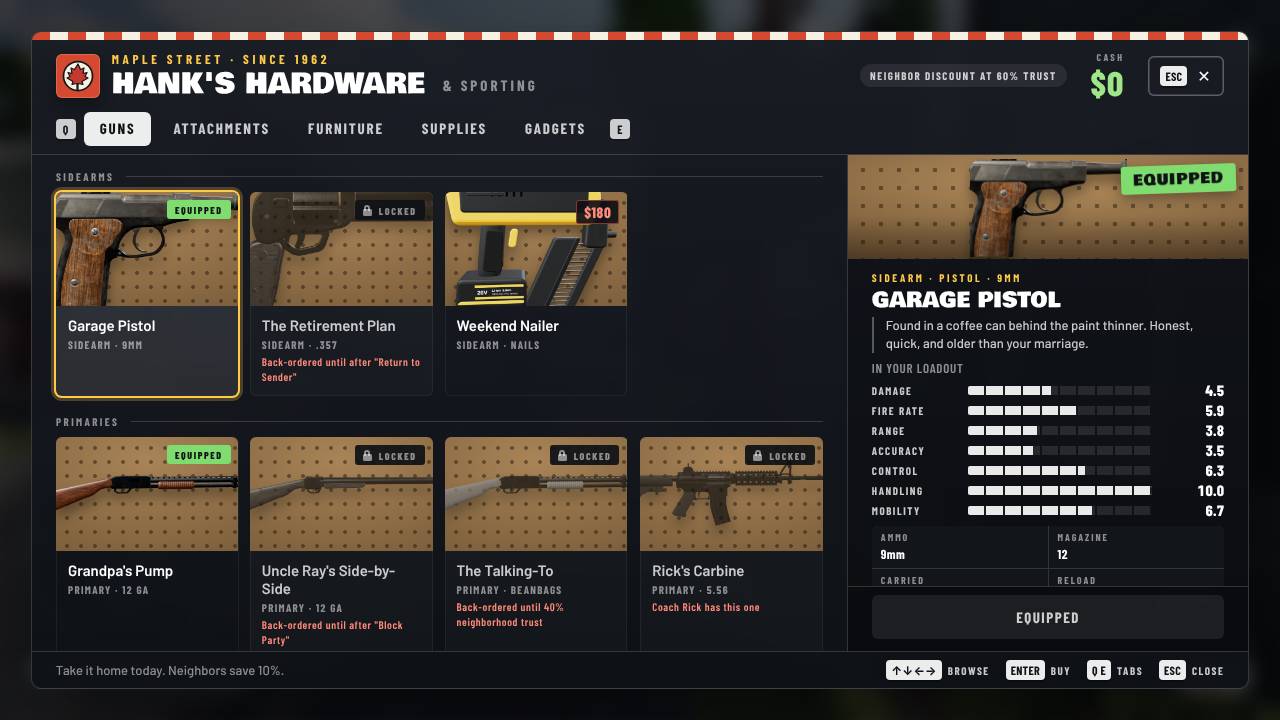 MAPLE STREET · SINCE 1962
HANK'S HARDWARE & SPORTING
NEIGHBOR DISCOUNT AT 60% TRUST
CASH
$0
ESC ✕
Q GUNS ATTACHMENTS FURNITURE SUPPLIES GADGETS E
SIDEARMS
EQUIPPED
Garage Pistol
SIDEARM · 9MM
LOCKED
The Retirement Plan
SIDEARM · .357
Back-ordered until after "Return to
Sender"
$180
20V
Weekend Nailer
SIDEARM · NAILS
PRIMARIES
EQUIPPED
Grandpa's Pump
PRIMARY · 12 GA
LOCKED
Uncle Ray's Side-by-
Side
PRIMARY · 12 GA
Back-ordered until after "Block
Party"
LOCKED
The Talking-To
PRIMARY · BEANBAGS
Back-ordered until 40%
neighborhood trust
LOCKED
Rick's Carbine
PRIMARY · 5.56
Coach Rick has this one
EQUIPPED
SIDEARM · PISTOL · 9MM
GARAGE PISTOL
Found in a coffee can behind the paint thinner. Honest,
quick, and older than your marriage.
IN YOUR LOADOUT
DAMAGE 4.5
FIRE RATE 5.9
RANGE 3.8
ACCURACY 3.5
CONTROL 6.3
HANDLING 10.0
MOBILITY 6.7
AMMO
9mm
MAGAZINE
12
CARRIED
RELOAD
EQUIPPED
Take it home today. Neighbors save 10%.
↑↓←→ BROWSE ENTER BUY Q E TABS ESC CLOSE